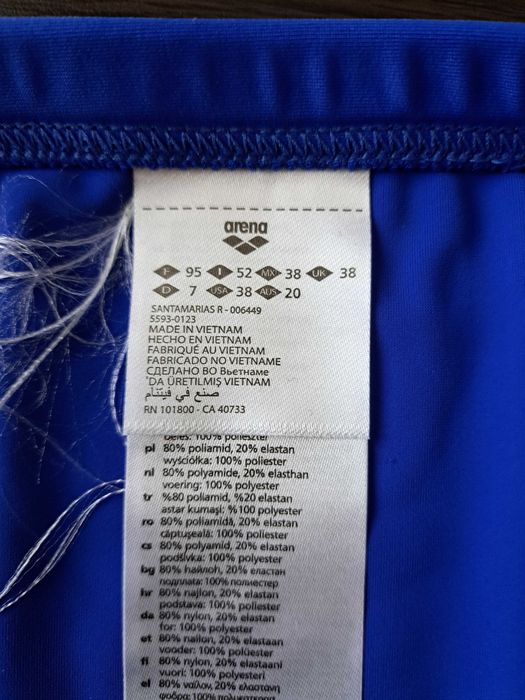 arena
F 95 I 52 MX 38 UK 38
D 7 USA 38 AUS 20
SANTAMARIAS R - 006449
5593-0123
MADE IN VIETNAM
HECHO EN VIETNAM
FABRIQUÉ AU VIETNAM
FABRICADO NO VIETNAME
СДЕЛАНО ВО Вьетнаме
'DA ÜRETILMIŞ VIETNAM
صنع في فيتنام
RN 101800 - CA 40733
béles: 100% poliészter
pl 80% poliamid, 20% elastan
wyściółka: 100% poliester
nl 80% polyamide, 20% elasthan
voering: 100% polyester
tr %80 poliamid, %20 elastan
astar kumaşı: %100 polyester
ro 80% poliamidă, 20% elastan
căptuşeală: 100% poliester
cs 80% polyamid, 20% elastan
podšívka: 100% polyester
bg 80% найлон, 20% еластан
подплата: 100% полиестер
hr 80% najlon, 20% elastan
podstava: 100% poliester
da 80% nylon, 20% elastan
for: 100% polyester
et 80% nailon, 20% elastaan
vooder: 100% polüester
fi 80% nylon, 20% elastaani
vuori: 100% polyesteri
el 80% νάιλον, 20% ελαστάνη
φόδρα: 100% πολυεστέρας